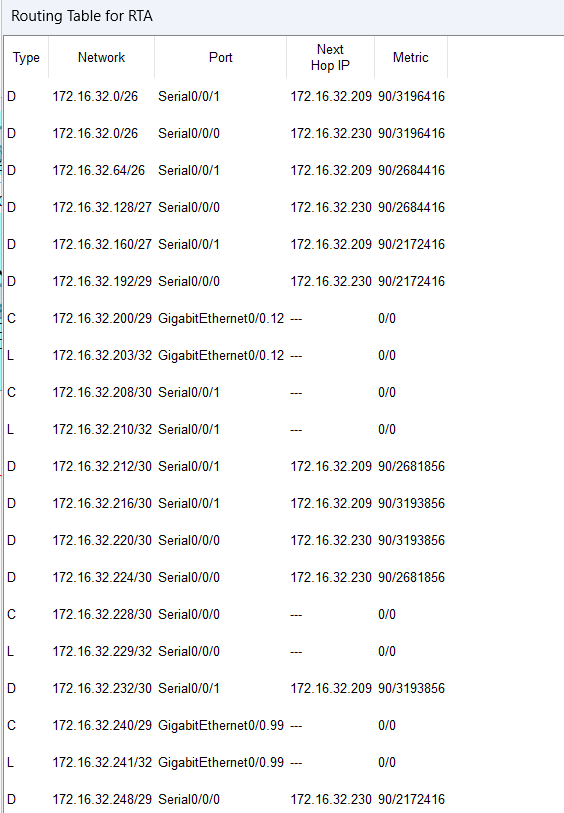 Routing Table for RTA
Type Network Port Next Hop IP Metric
D 172.16.32.0/26 Serial0/0/1 172.16.32.209 90/3196416
D 172.16.32.0/26 Serial0/0/0 172.16.32.230 90/3196416
D 172.16.32.64/26 Serial0/0/1 172.16.32.209 90/2684416
D 172.16.32.128/27 Serial0/0/0 172.16.32.230 90/2684416
D 172.16.32.160/27 Serial0/0/1 172.16.32.209 90/2172416
D 172.16.32.192/29 Serial0/0/0 172.16.32.230 90/2172416
C 172.16.32.200/29 GigabitEthernet0/0.12 --- 0/0
L 172.16.32.203/32 GigabitEthernet0/0.12 --- 0/0
C 172.16.32.208/30 Serial0/0/1 --- 0/0
L 172.16.32.210/32 Serial0/0/1 --- 0/0
D 172.16.32.212/30 Serial0/0/1 172.16.32.209 90/2681856
D 172.16.32.216/30 Serial0/0/1 172.16.32.209 90/3193856
D 172.16.32.220/30 Serial0/0/0 172.16.32.230 90/3193856
D 172.16.32.224/30 Serial0/0/0 172.16.32.230 90/2681856
C 172.16.32.228/30 Serial0/0/0 --- 0/0
L 172.16.32.229/32 Serial0/0/0 --- 0/0
D 172.16.32.232/30 Serial0/0/1 172.16.32.209 90/3193856
C 172.16.32.240/29 GigabitEthernet0/0.99 --- 0/0
L 172.16.32.241/32 GigabitEthernet0/0.99 --- 0/0
D 172.16.32.248/29 Serial0/0/0 172.16.32.230 90/2172416